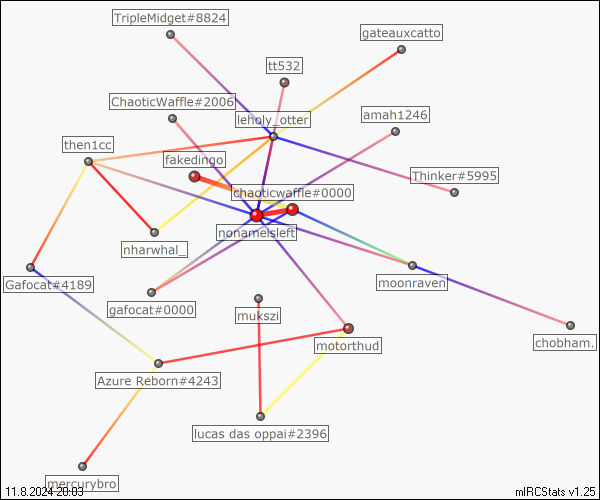 TripleMidget#8824
gateauxcatto
tt532
ChaoticWaffle#2006
leholy_otter
amah1246
then1cc
fakedingo
Thinker#5995
chaoticwaffle#0000
nonameisleft
nharwhal_
moonraven
Gafocat#4189
gafocat#0000
mukszi
motorthud
chobham.
Azure Reborn#4243
lucas das oppai#2396
mercurybro
11.8.2024 20:03
mIRCStats v1.25